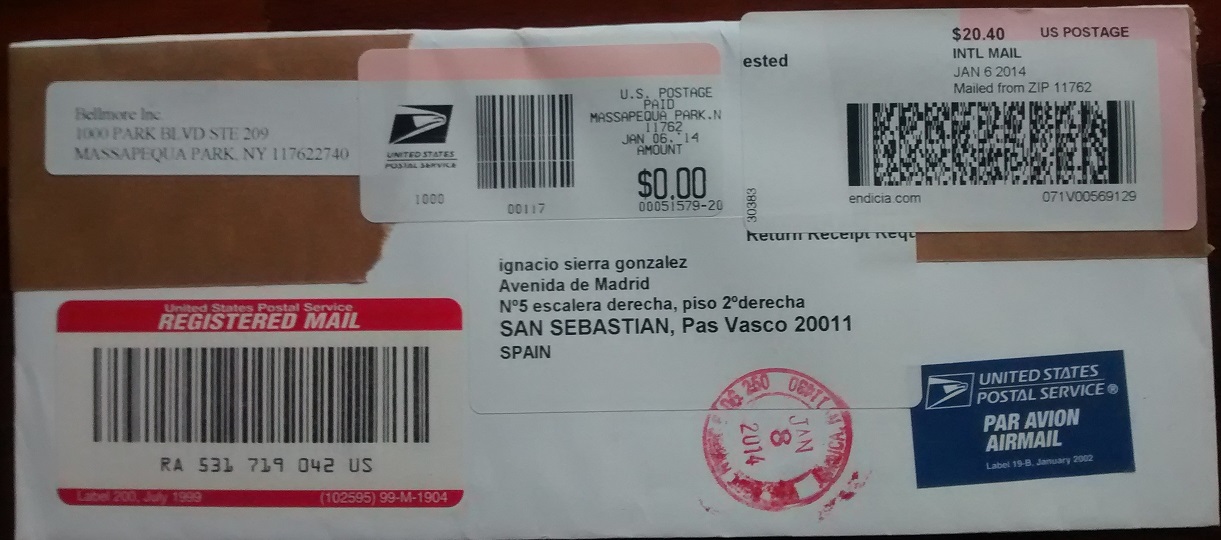 Bellmore Inc.
1000 PARK BLVD STE 209
MASSAPEQUA PARK, NY 117622740
UNITED STATES
POSTAL SERVICE
1000
00117
U.S. POSTAGE
PAID
MASSAPEQUA PARK.N
11762
JAN 06. '14
AMOUNT
$0.00
00051579-20
ested
30383
$20.40 US POSTAGE
INTL MAIL
JAN 6 2014
Mailed from ZIP 11762
endicia.com 071V00569129
Return Receipt Requ
ignacio sierra gonzalez
Avenida de Madrid
Nº5 escalera derecha, piso 2ºderecha
SAN SEBASTIAN, Pas Vasco 20011
SPAIN
United States Postal Service
REGISTERED MAIL
RA 531 719 042 US
Label 200, July 1999 (102595) 99-M-1904
JAN
8
2014
UNITED STATES
POSTAL SERVICE®
PAR AVION
AIRMAIL
Label 19-B, January 2002